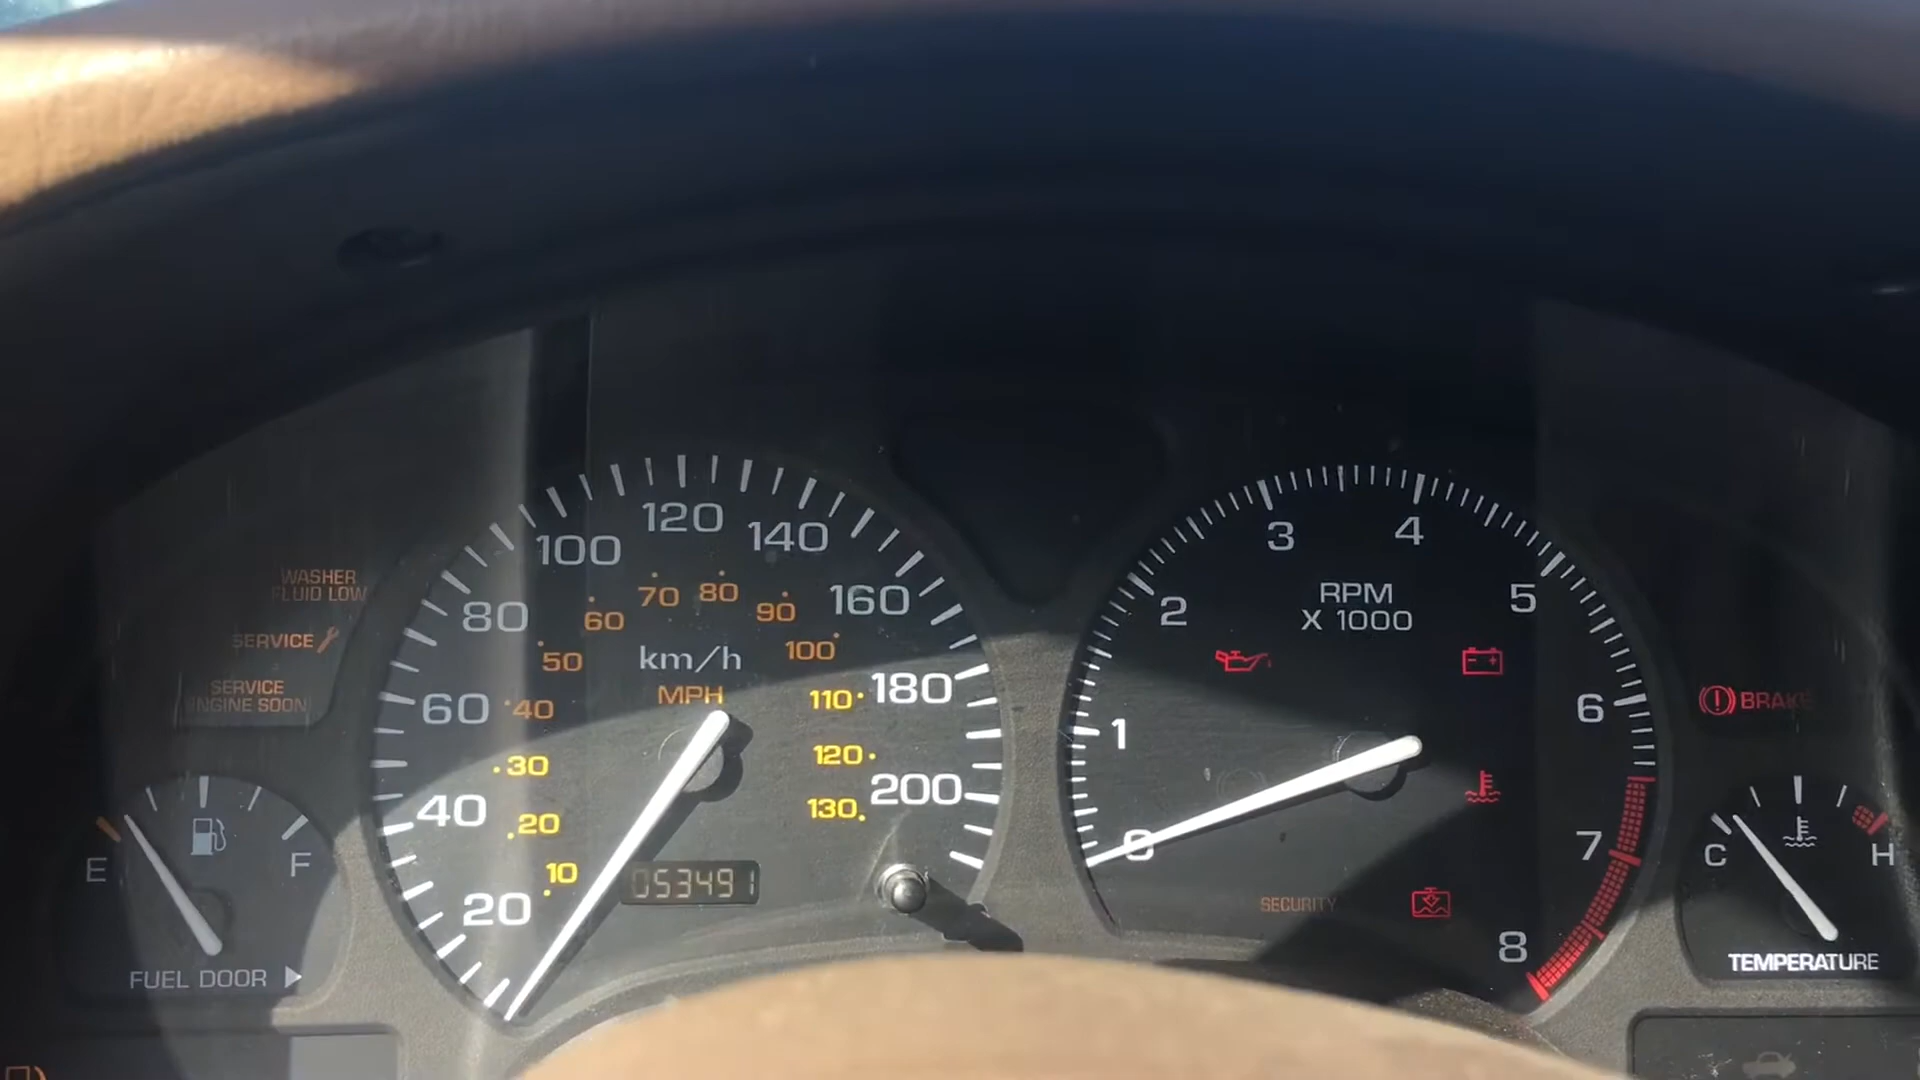 WASHER
FLUID LOW
SERVICE
SERVICE
ENGINE SOON
E
F
FUEL DOOR
20
40
60
80
100
120
140
160
180
200
km/h
MPH
10
20
30
40
50
60
70
80
90
100
110
120
130
053491
0
1
2
3
4
5
6
7
8
RPM
X 1000
SECURITY
BRAKE
C
H
TEMPERATURE